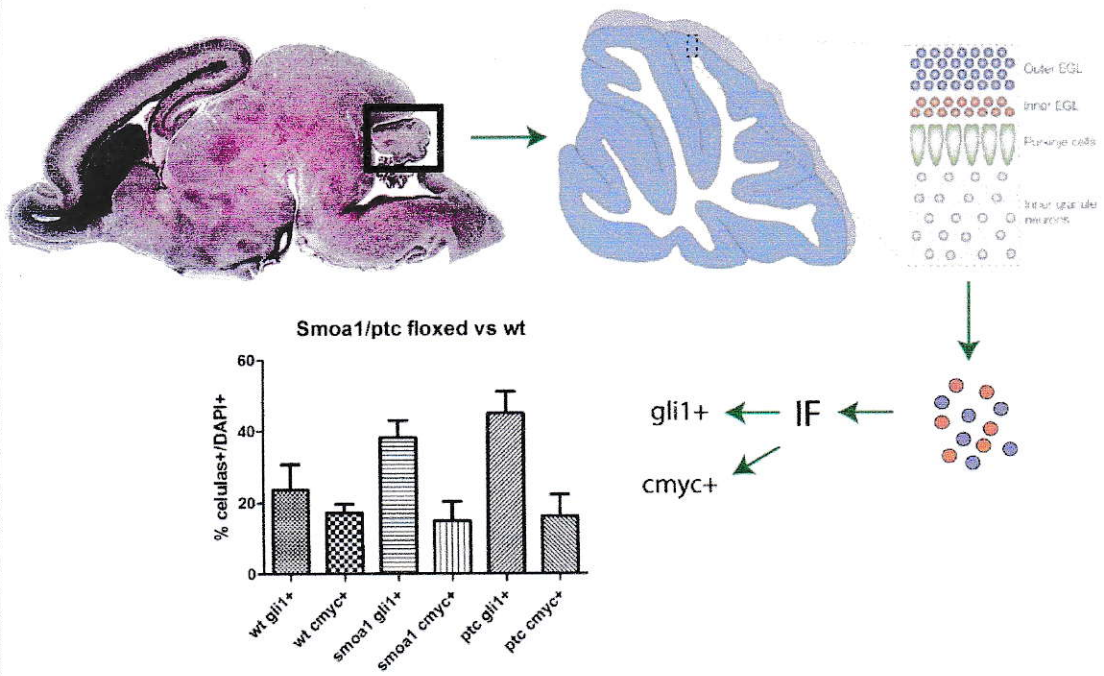 Outer EGL
Inner EGL
Purkinje cells
Inner granule
neurons
Smoa1/ptc floxed vs wt
% celulas+/DAPI+
60
40
20
0
wt gli1+
wt cmyc+
smoa1 gli1+
smoa1 cmyc+
ptc gli1+
ptc cmyc+
gli1+
IF
cmyc+